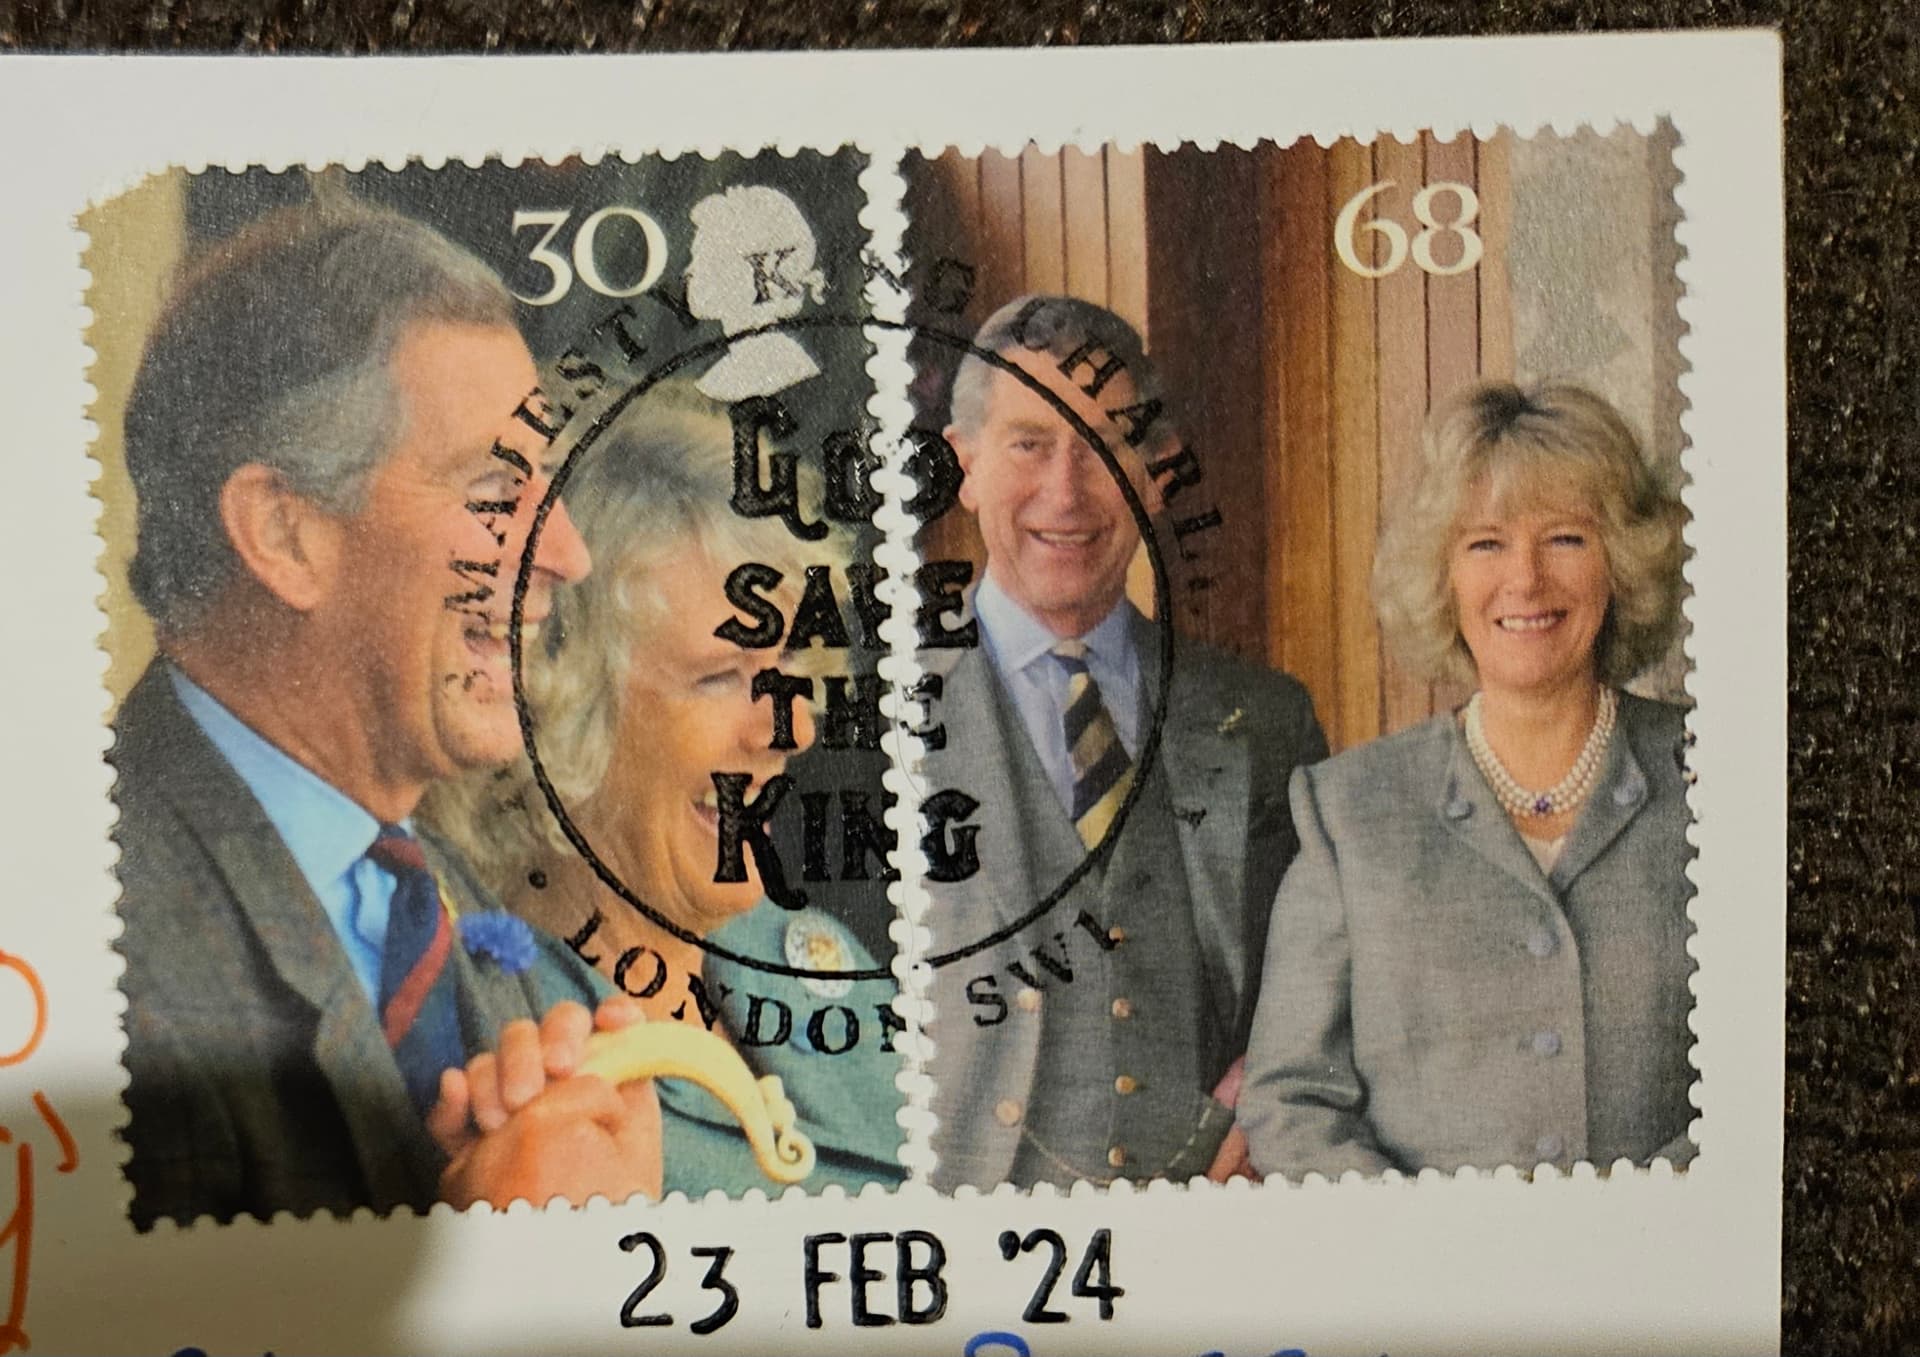 30
68
MAJESTY KING CHARL
GOD
SAVE
THE
KING
LONDON SW1
23 FEB '24